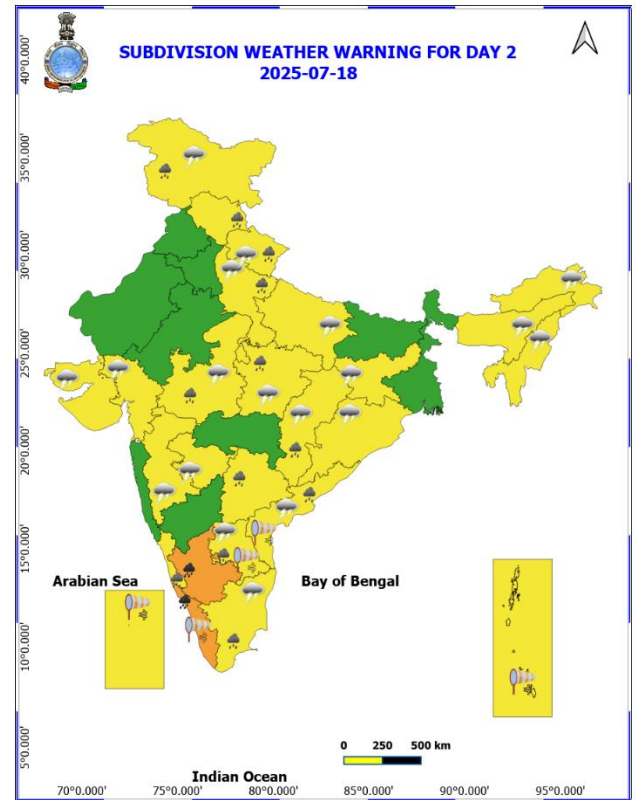 SUBDIVISION WEATHER WARNING FOR DAY 2
2025-07-18
40°0.000'
35°0.000'
30°0.000'
25°0.000'
20°0.000'
15°0.000'
10°0.000'
5°0.000'
Arabian Sea
Bay of Bengal
0 250 500 km
Indian Ocean
70°0.000' 75°0.000' 80°0.000' 85°0.000' 90°0.000' 95°0.000'